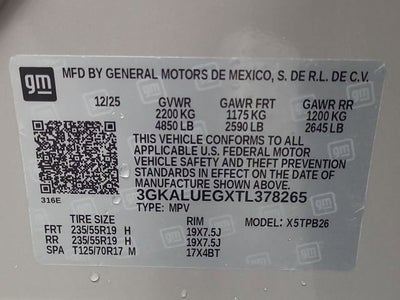 gm
MFD BY GENERAL MOTORS DE MEXICO, S. DE R.L. DE C.V.
12/25 GVWR GAWR FRT GAWR RR
2200 KG 1175 KG 1200 KG
4850 LB 2590 LB 2645 LB
THIS VEHICLE CONFORMS TO ALL
APPLICABLE U.S. FEDERAL MOTOR
VEHICLE SAFETY AND THEFT PREVENTION
STANDARDS IN EFFECT ON THE DATE OF
MANUFACTURE SHOWN ABOVE.
316E 3GKALUEGXTL378265
TYPE: MPV
TIRE SIZE RIM MODEL: X5TPB26
FRT 235/55R19 H 19X7.5J
RR 235/55R19 H 19X7.5J
SPA T125/70R17 M 17X4BT